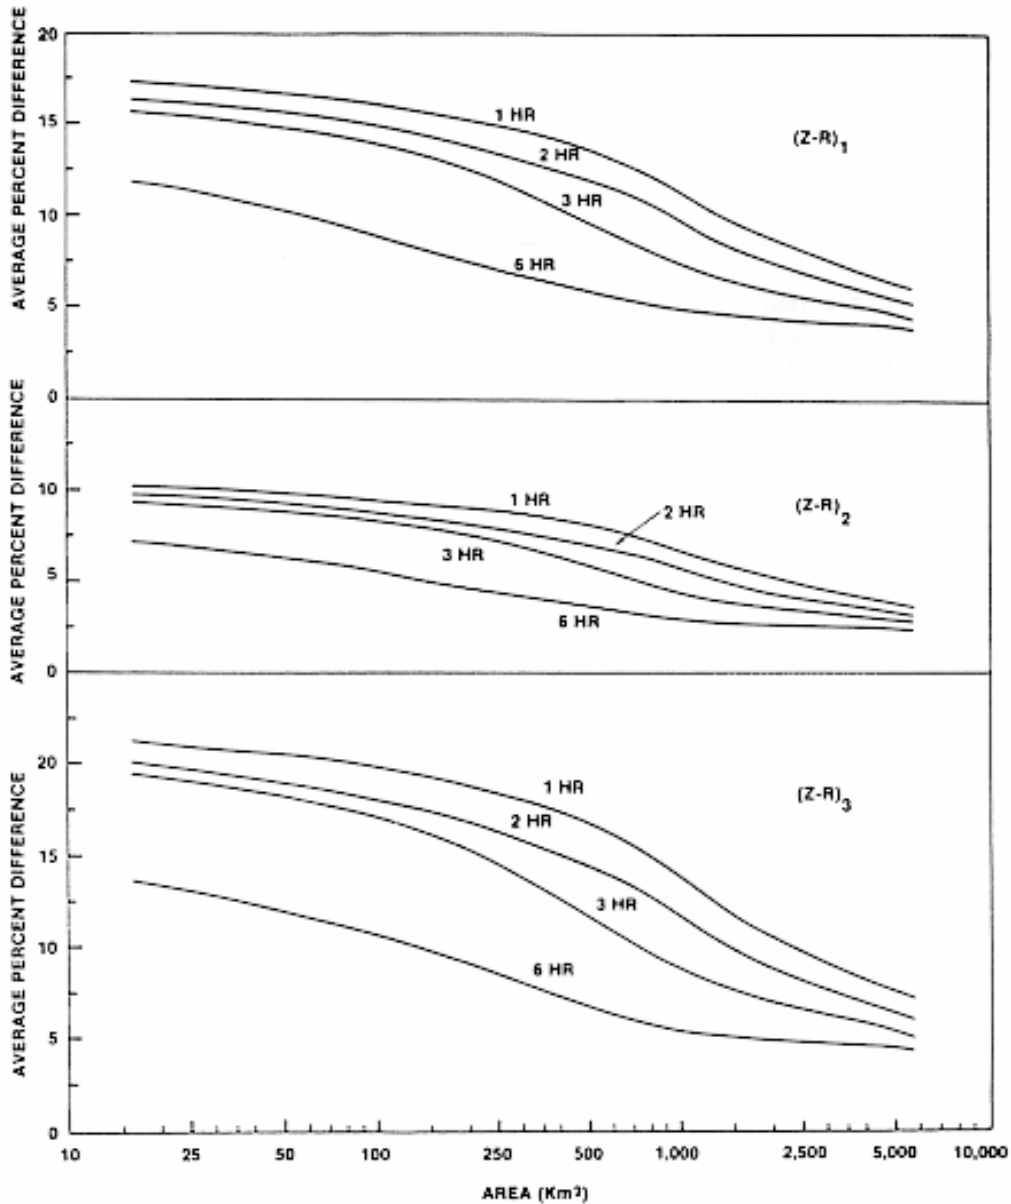 AVERAGE PERCENT DIFFERENCE
20
15
10
5
0
1 HR
2 HR
3 HR
6 HR
(Z-R)1
AVERAGE PERCENT DIFFERENCE
10
5
0
1 HR
2 HR
3 HR
6 HR
(Z-R)2
AVERAGE PERCENT DIFFERENCE
20
15
10
5
0
1 HR
2 HR
3 HR
6 HR
(Z-R)3
10 25 50 100 250 500 1,000 2,500 5,000 10,000
AREA (Km²)